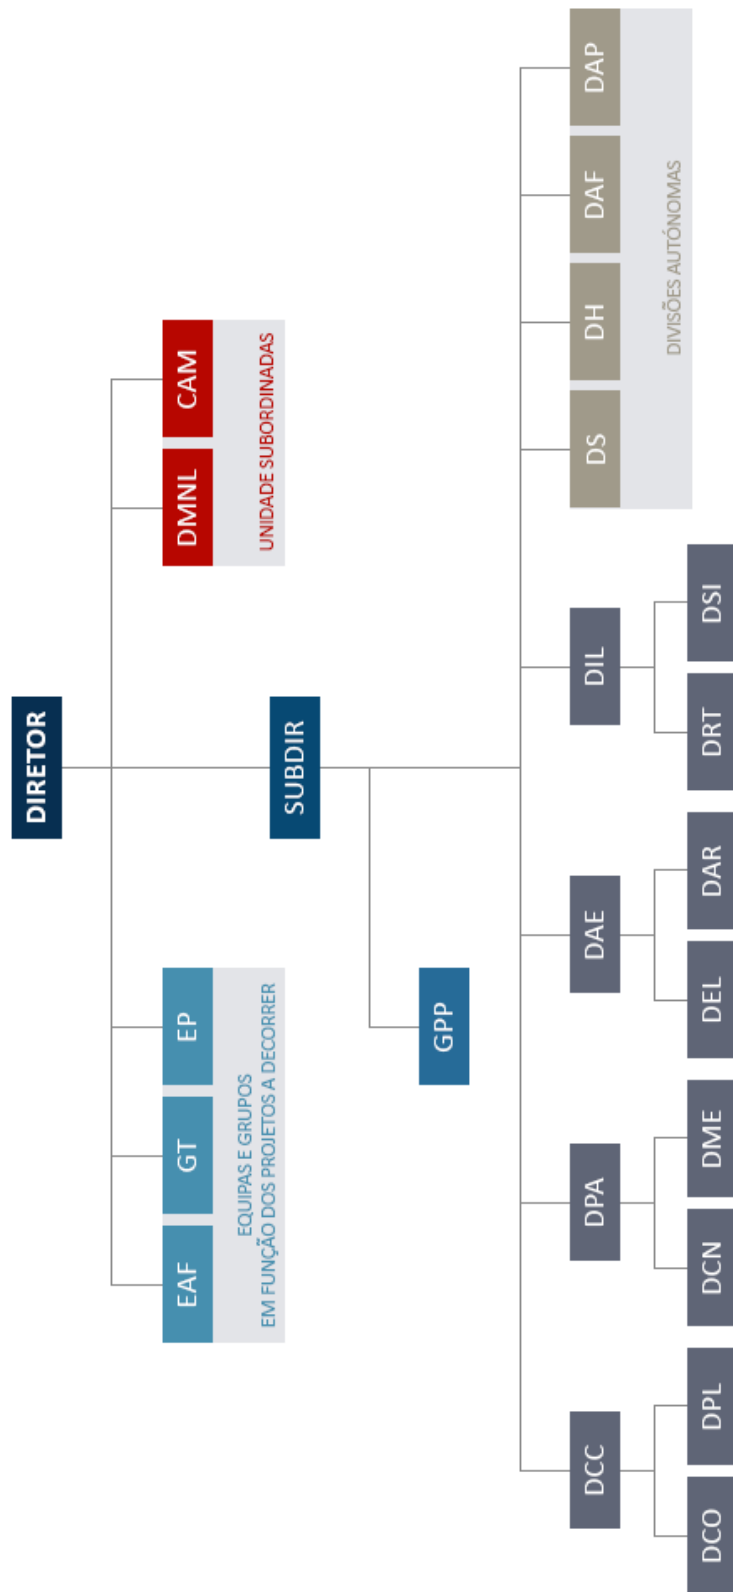 DIRETOR
EAF
GT
EP
EQUIPAS E GRUPOS
EM FUNÇÃO DOS PROJETOS A DECORRER
DMNL
CAM
UNIDADE SUBORDINADAS
SUBDIR
GPP
DCC
DPA
DAE
DIL
DS
DH
DAF
DAP
DIVISÕES AUTÓNOMAS
DCO
DPL
DCN
DME
DEL
DAR
DRT
DSI